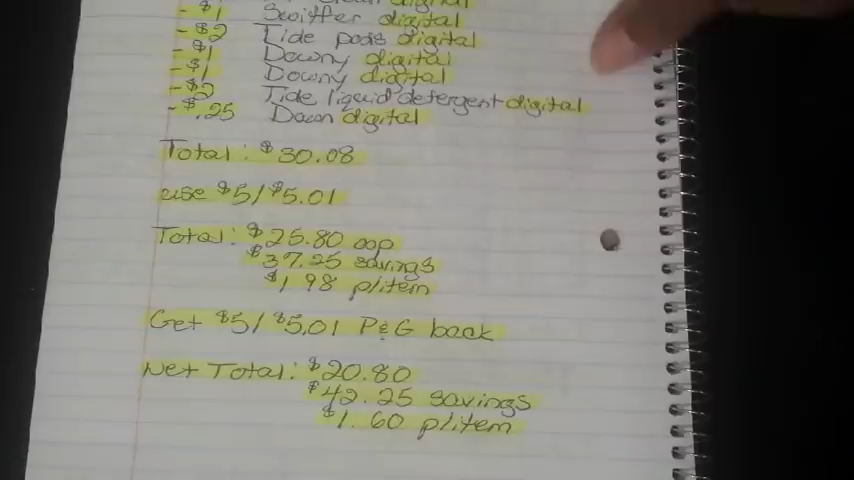 digital
- $1 Swiffer digital
- $2 Tide pods digital
- $1 Downy digital
- $1 Downy digital
- $2 Tide liquid detergent digital
- $.25 Dawn digital
Total: $30.08
use $5/$5.01
Total: $25.80 oop
$37.25 savings
$1.98 p/item
Get $5/$5.01 P&G back
Net Total: $20.80
$42.25 savings
$1.60 p/item